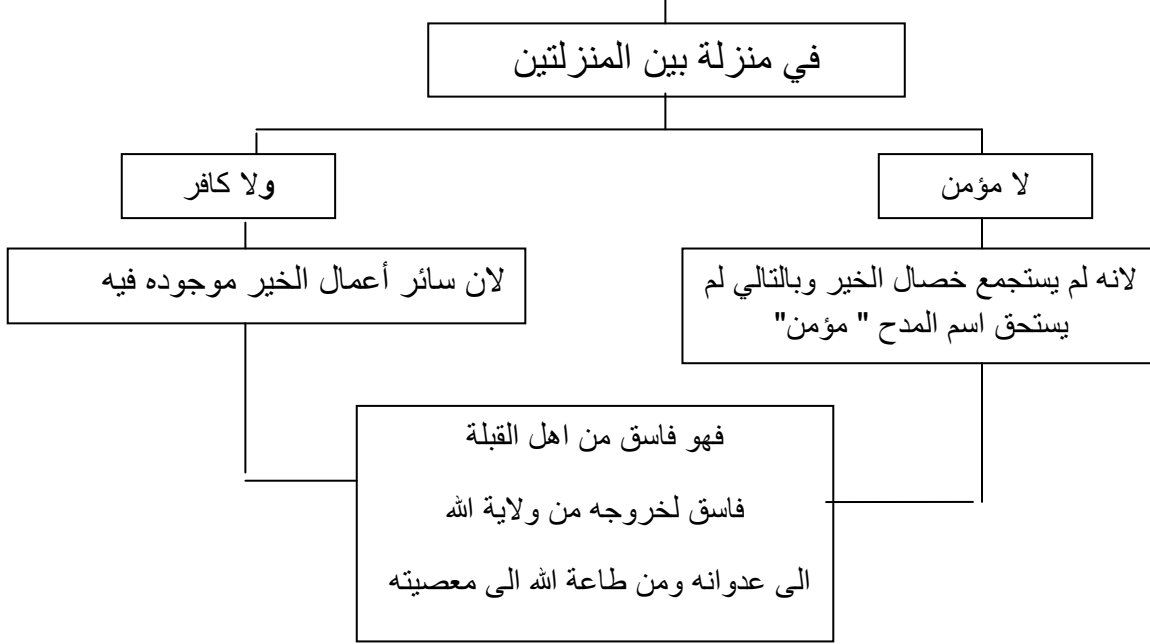 في منزلة بين المنزلتين
لا مؤمن
ولا كافر
لانه لم يستجمع خصال الخير وبالتالي لم
يستحق اسم المدح " مؤمن"
لان سائر أعمال الخير موجوده فيه
فهو فاسق من اهل القبلة
فاسق لخروجه من ولاية الله
الى عدوانه ومن طاعة الله الى معصيته